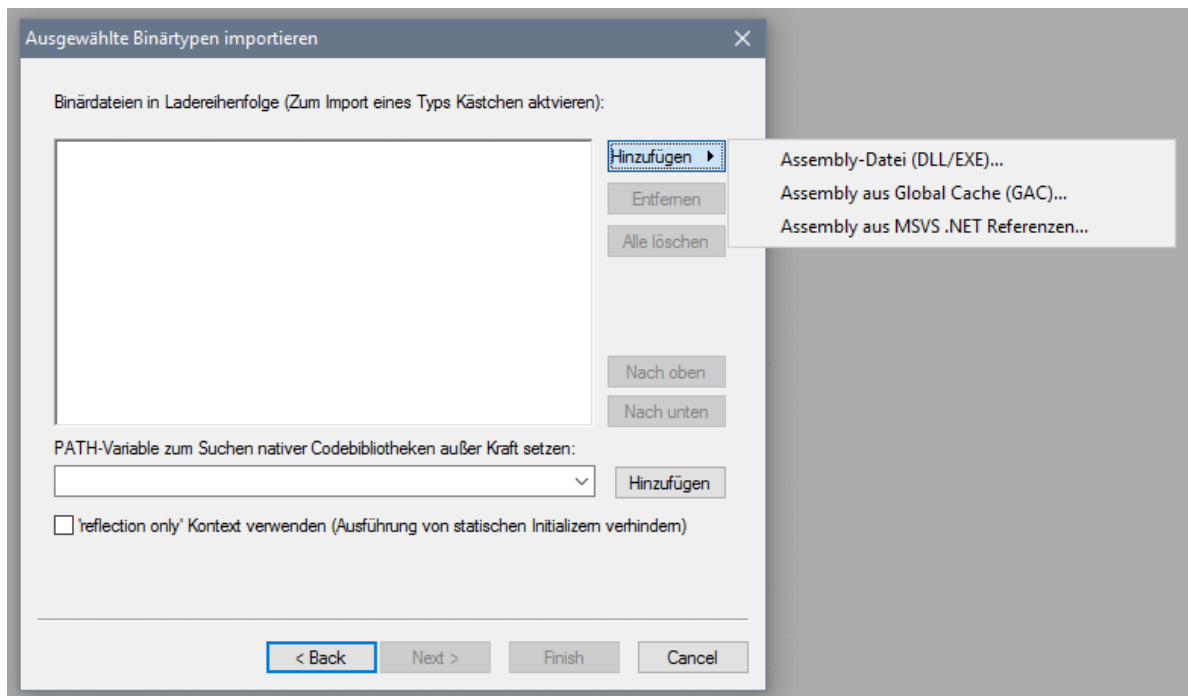 Ausgewählte Binärtypen importieren
Binärdateien in Ladereihenfolge (Zum Import eines Typs Kästchen aktvieren):
Hinzufügen
Assembly-Datei (DLL/EXE)...
Entfernen
Assembly aus Global Cache (GAC)...
Alle löschen
Assembly aus MSVS .NET Referenzen...
Nach oben
Nach unten
PATH-Variable zum Suchen nativer Codebibliotheken außer Kraft setzen:
Hinzufügen
'reflection only' Kontext verwenden (Ausführung von statischen Initializern verhindern)
< Back Next > Finish Cancel